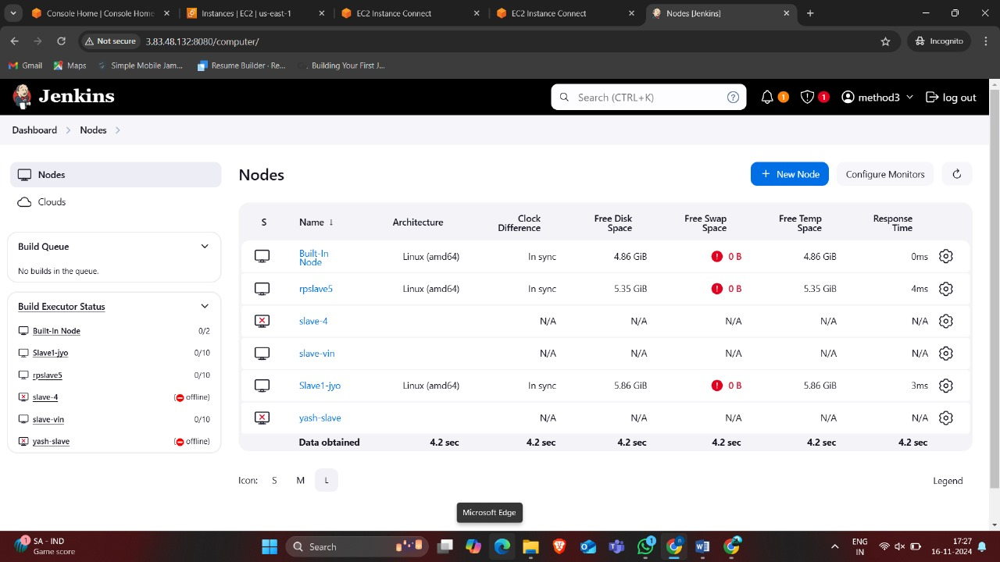 Console Home | Console Home
Instances | EC2 | us-east-1
EC2 Instance Connect
EC2 Instance Connect
Nodes [Jenkins]
Not secure
3.83.48.132:8080/computer/
Incognito
Gmail
Maps
Simple Mobile Jam...
Resume Builder · Re...
Building Your First J...
Jenkins
Search (CTRL+K)
?
1
1
method3
log out
Dashboard
Nodes
Nodes
Clouds
Build Queue
No builds in the queue.
Build Executor Status
Built-In Node 0/2
Slave1-jyo 0/10
rpslave5 0/10
slave-4 (offline)
slave-vin 0/10
yash-slave (offline)
Nodes
+ New Node
Configure Monitors
S Name ↓ Architecture Clock Difference Free Disk Space Free Swap Space Free Temp Space Response Time
Built-In Node Linux (amd64) In sync 4.86 GiB 0 B 4.86 GiB 0ms
rpslave5 Linux (amd64) In sync 5.35 GiB 0 B 5.35 GiB 4ms
slave-4 N/A N/A N/A N/A N/A
slave-vin N/A N/A N/A N/A N/A
Slave1-jyo Linux (amd64) In sync 5.86 GiB 0 B 5.86 GiB 3ms
yash-slave N/A N/A N/A N/A N/A
Data obtained 4.2 sec 4.2 sec 4.2 sec 4.2 sec 4.2 sec 4.2 sec
Icon: S M L
Legend
Microsoft Edge
1
SA - IND
Game score
Search
1
n
ENG
IN
17:27
16-11-2024